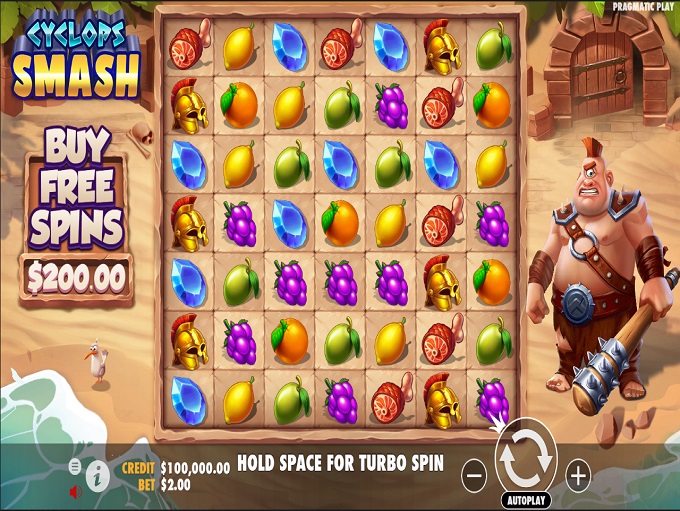 PRAGMATIC PLAY
CYCLOPS
SMASH
BUY
FREE
SPINS
$200.00
CREDIT $100,000.00
BET $2.00
HOLD SPACE FOR TURBO SPIN
AUTOPLAY